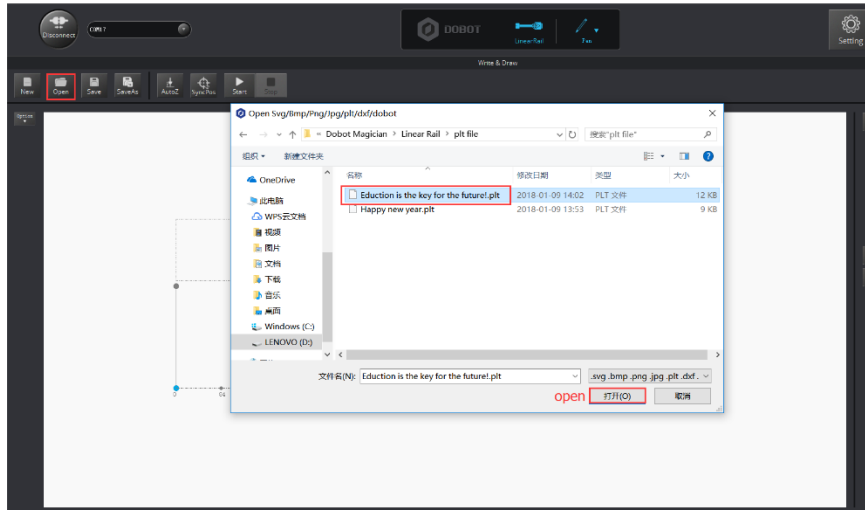 Disconnect
COM17
DOBOT
Linear Rail
Pen
Setting
Write & Draw
New
Open
Save
SaveAs
AutoZ
SyncPos
Start
Stop
Option
Open Svg/Bmp/Png/Jpg/plt/dxf/dobot
« Dobot Magician › Linear Rail › plt file
搜索"plt file"
组织
新建文件夹
名称 修改日期 类型 大小
OneDrive
此电脑
WPS云文档
视频
图片
文档
下载
音乐
桌面
Windows (C:)
LENOVO (D:)
Eduction is the key for the future!.plt 2018-01-09 14:02 PLT 文件 12 KB
Happy new year.plt 2018-01-09 13:53 PLT 文件 9 KB
文件名(N): Eduction is the key for the future!.plt
.svg .bmp .png .jpg .plt .dxf .
open
打开(O)
取消
0